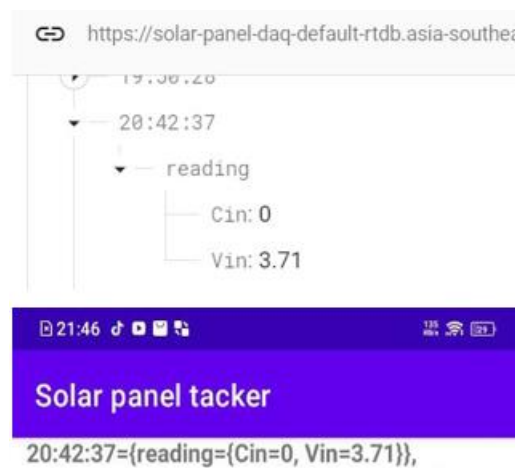 https://solar-panel-daq-default-rtdb.asia-southea
20:42:37
reading
Cin: 0
Vin: 3.71
21:46
Solar panel tacker
20:42:37={reading={Cin=0, Vin=3.71}},